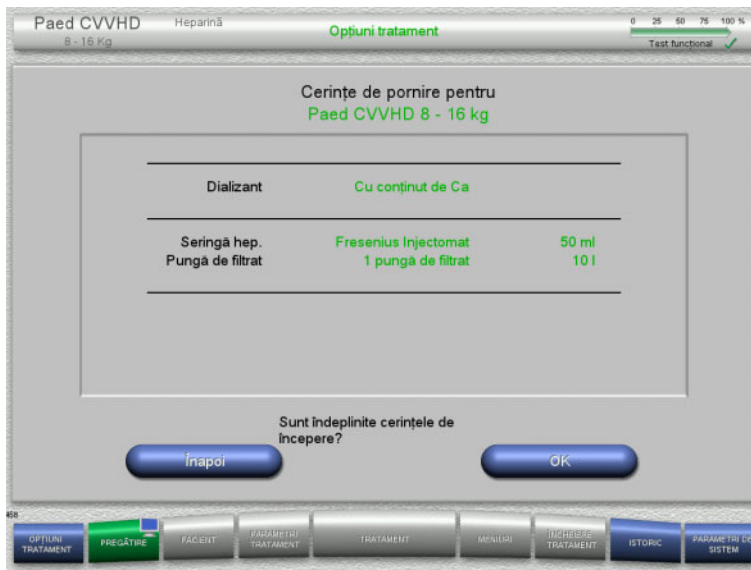 Paed CVVHD
Heparină
Opțiuni tratament
0 25 50 75 100 %
8 - 16 Kg
Test funcțional
Cerințe de pornire pentru
Paed CVVHD 8 - 16 kg
Dializant Cu conținut de Ca
Seringă hep. Fresenius Injectomat 50 ml
Pungă de filtrat 1 pungă de filtrat 10 l
Sunt îndeplinite cerințele de
începere?
Înapoi
OK
458
OPȚIUNI
TRATAMENT
PREGĂTIRE
PACIENT
PARAMETRI
TRATAMENT
TRATAMENT
MENIURI
ÎNCHEIERE
TRATAMENT
ISTORIC
PARAMETRI DE
SISTEM